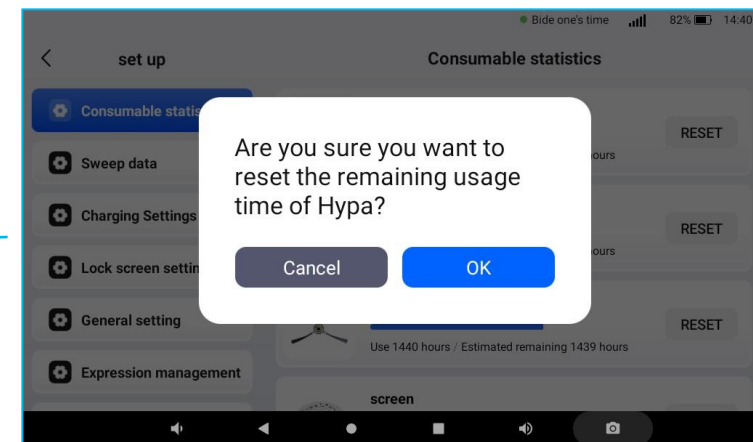 Bide one's time 82% 14:40
set up
Consumable statistics
Consumable statis
RESET
ours
Sweep data
Charging Settings
RESET
ours
Lock screen settin
General setting
RESET
Use 1440 hours / Estimated remaining 1439 hours
Expression management
screen
Are you sure you want to
reset the remaining usage
time of Hypa?
Cancel
OK